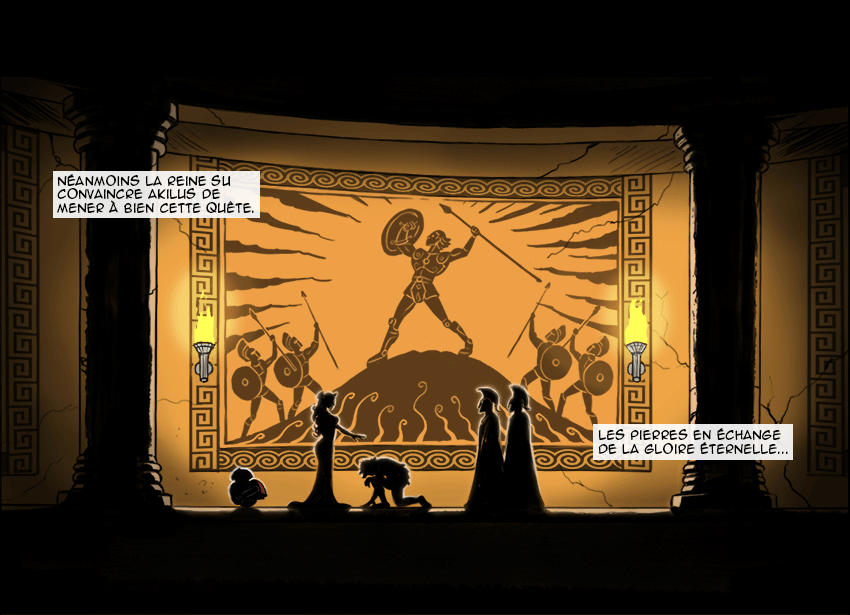 NÉANMOINS LA REINE SU
CONVAINCRE AKILUS DE
MENER À BIEN CETTE QUÊTE.
LES PIERRES EN ÉCHANGE
DE LA GLOIRE ÉTERNELLE...